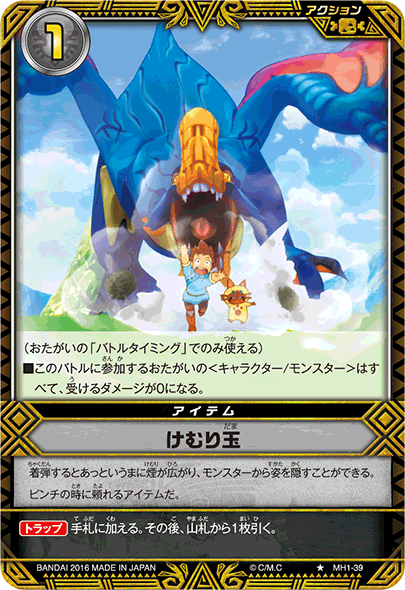 1
アクション
（おたがいの「バトルタイミング」でのみ使える）
■このバトルに参加するおたがいの<キャラクター/モンスター>はす
べて、受けるダメージが0になる。
アイテム
けむり玉
着弾するとあっというまに煙が広がり、モンスターから姿を隠すことができる。
ピンチの時に頼れるアイテムだ。
トラップ 手札に加える。その後、山札から1枚引く。
BANDAI 2016 MADE IN JAPAN ©C/M.C ★ MH1-39